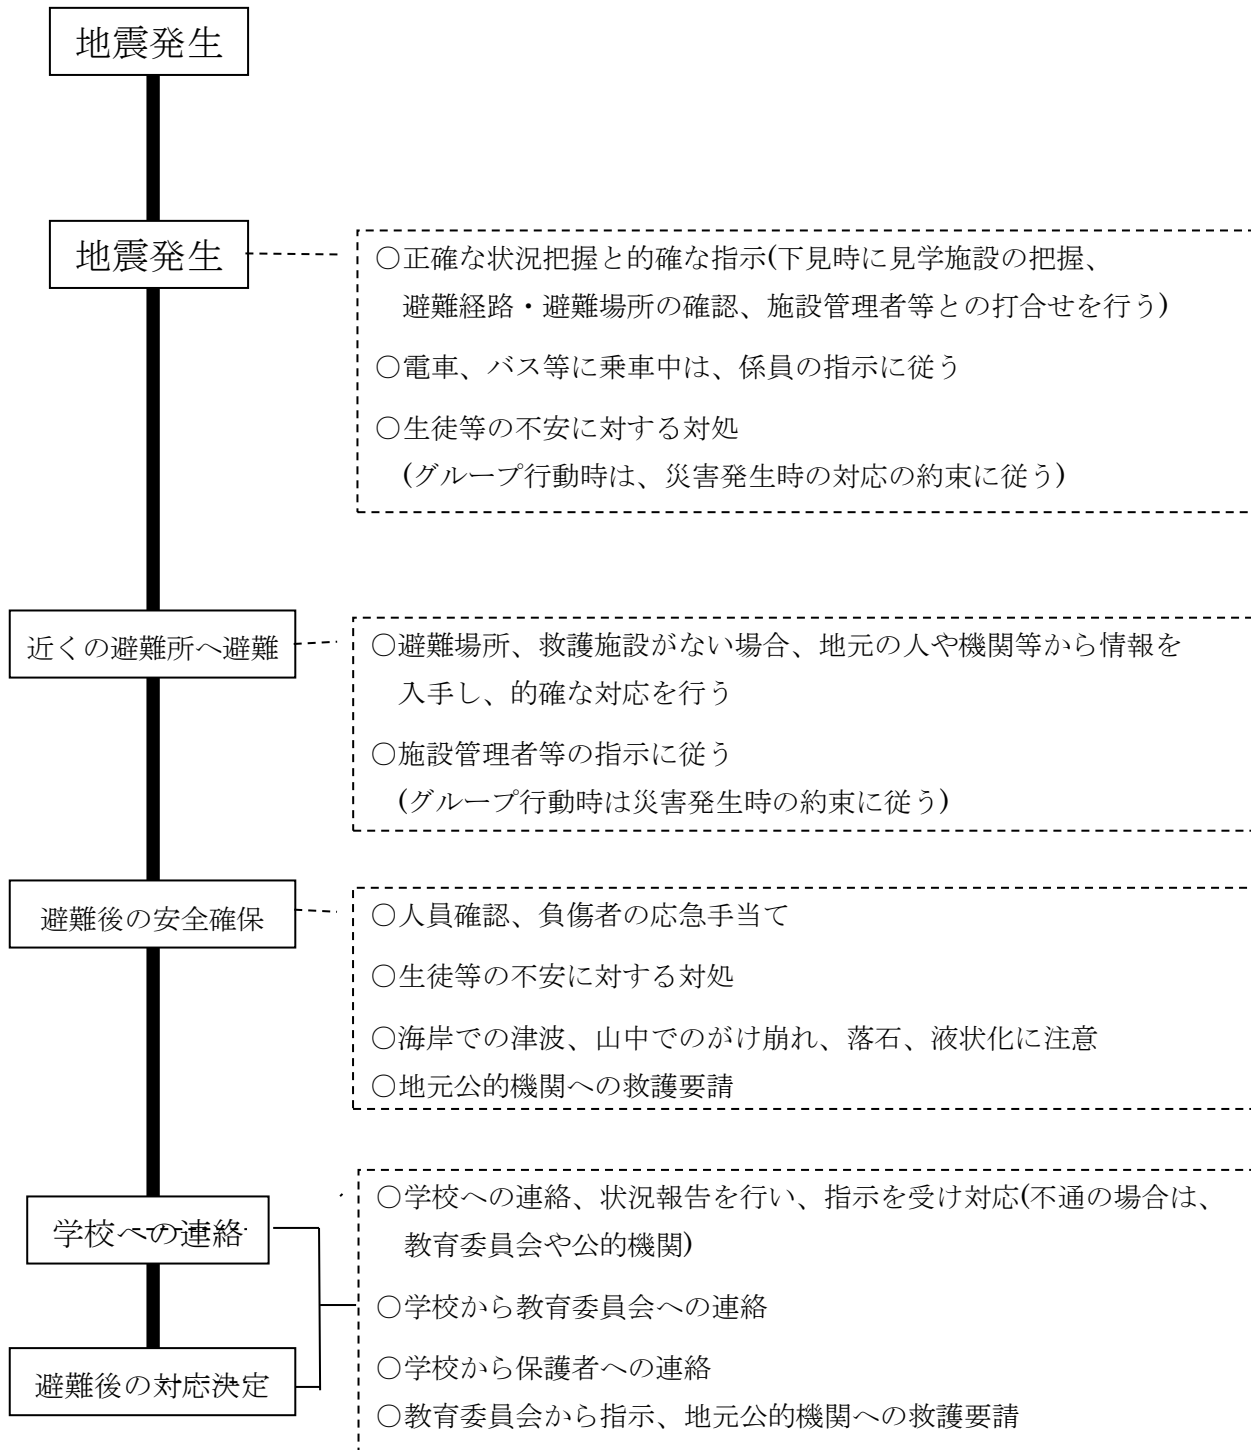 地震発生
地震発生
○正確な状況把握と的確な指示(下見時に見学施設の把握、
避難経路・避難場所の確認、施設管理者等との打合せを行う)
○電車、バス等に乗車中は、係員の指示に従う
○生徒等の不安に対する対処
(グループ行動時は、災害発生時の対応の約束に従う)
近くの避難所へ避難
○避難場所、救護施設がない場合、地元の人や機関等から情報を
入手し、的確な対応を行う
○施設管理者等の指示に従う
(グループ行動時は災害発生時の約束に従う)
避難後の安全確保
○人員確認、負傷者の応急手当て
○生徒等の不安に対する対処
○海岸での津波、山中でのがけ崩れ、落石、液状化に注意
○地元公的機関への救護要請
学校への連絡
○学校への連絡、状況報告を行い、指示を受け対応(不通の場合は、
教育委員会や公的機関)
○学校から教育委員会への連絡
○学校から保護者への連絡
避難後の対応決定
○教育委員会から指示、地元公的機関への救護要請